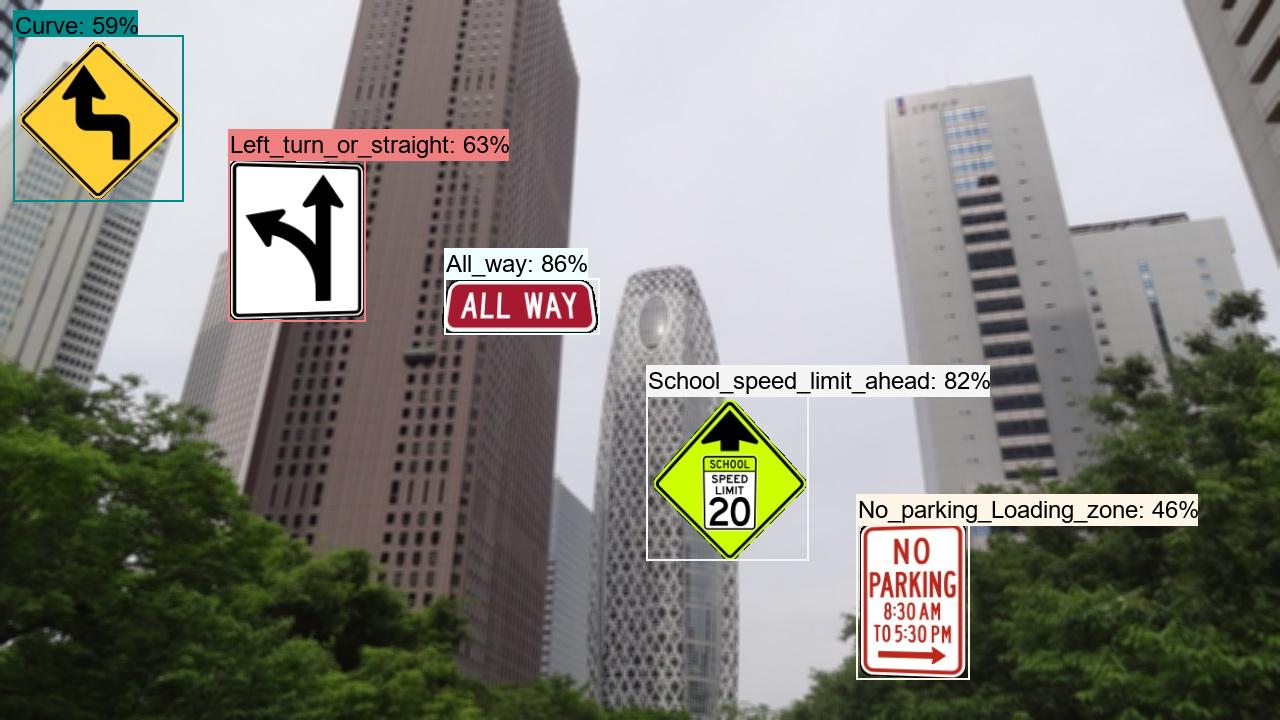 Curve: 59%
Left_turn_or_straight: 63%
All_way: 86%
ALL WAY
School_speed_limit_ahead: 82%
SCHOOL
SPEED
LIMIT
20
No_parking_Loading_zone: 46%
NO
PARKING
8:30 AM
TO 5:30 PM